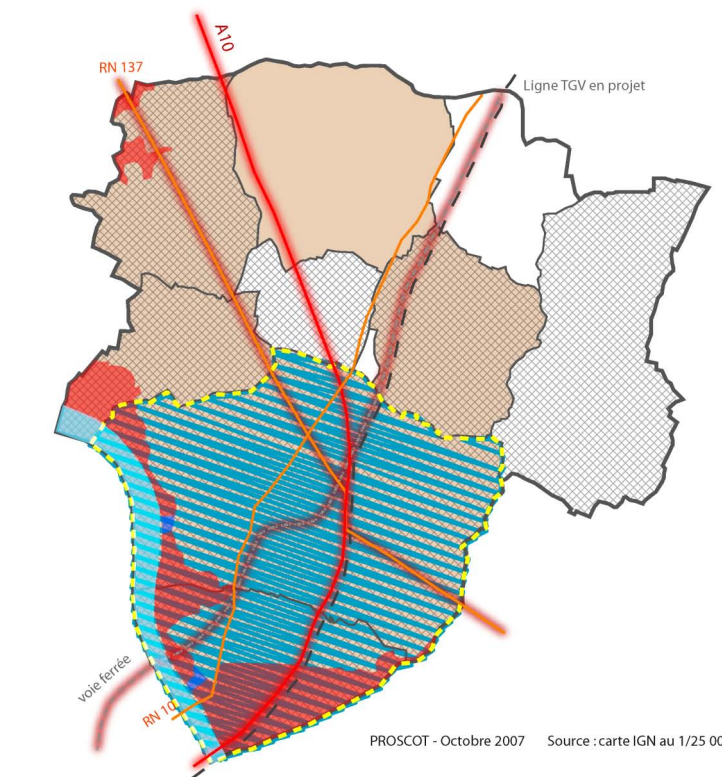 A10
RN 137
Ligne TGV en projet
voie ferrée
RN 10
PROSCOT - Octobre 2007 Source : carte IGN au 1/25 00